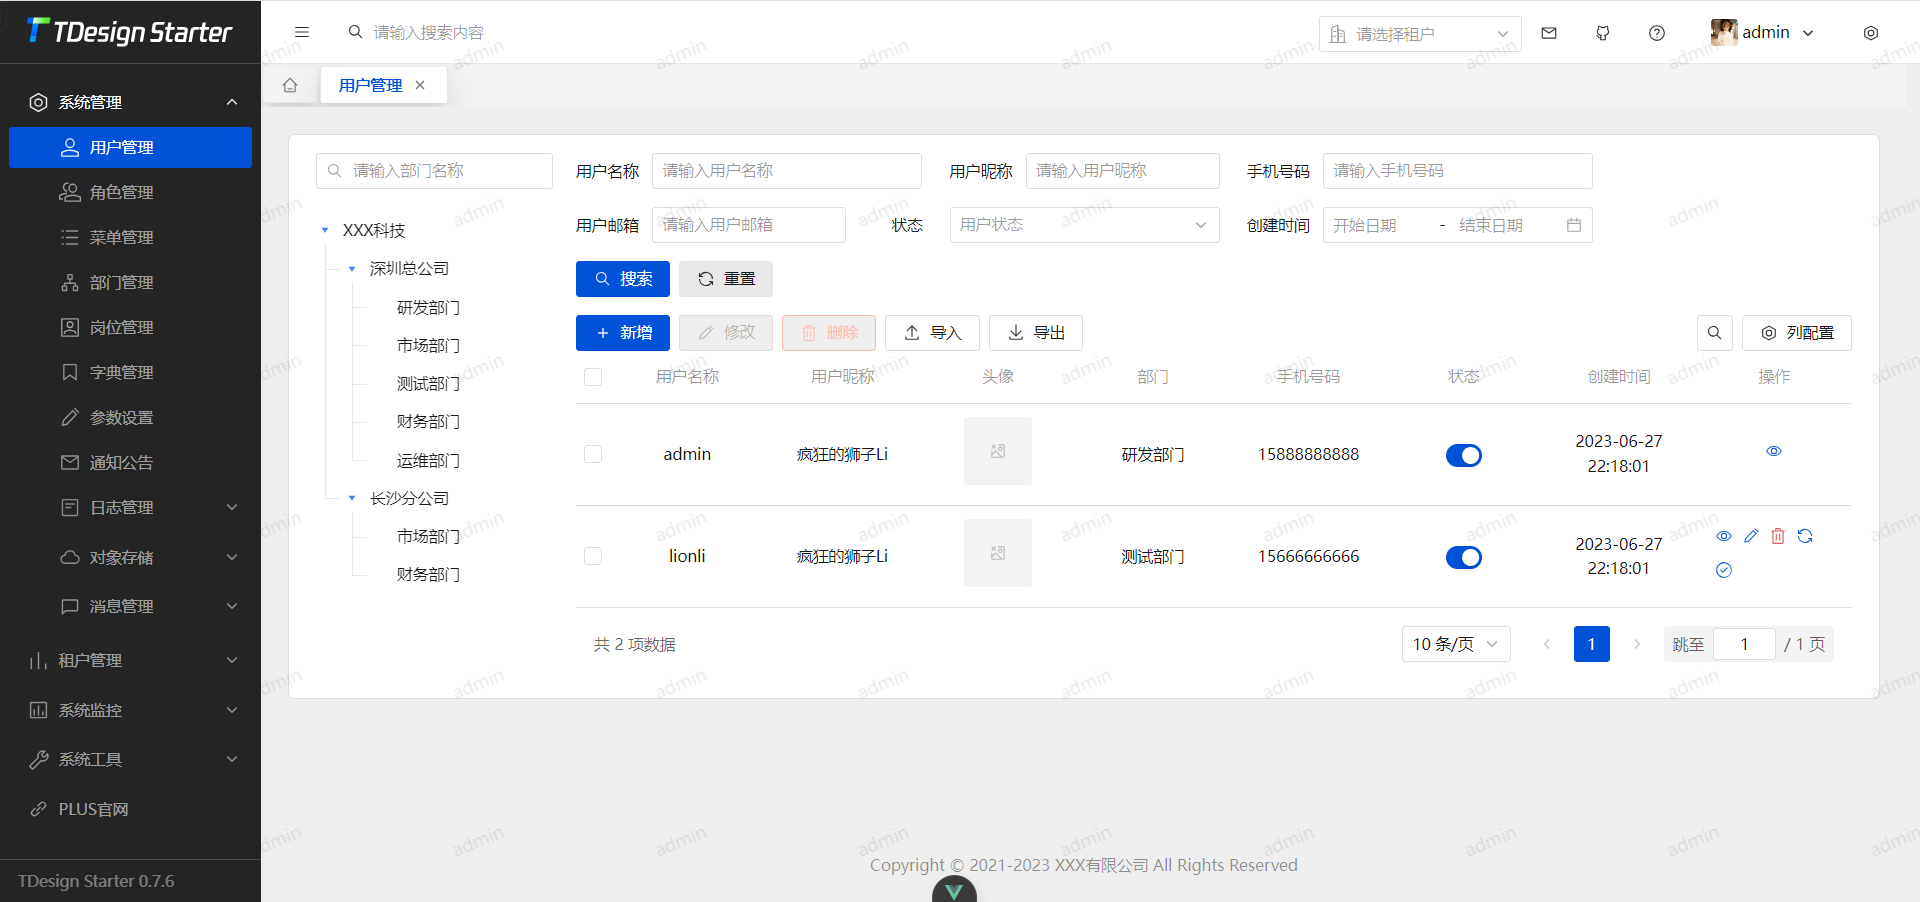 TDesign Starter
请输入搜索内容
请选择租户
admin
系统管理
用户管理
角色管理
菜单管理
部门管理
岗位管理
字典管理
参数设置
通知公告
日志管理
对象存储
消息管理
租户管理
系统监控
系统工具
PLUS官网
TDesign Starter 0.7.6
用户管理
请输入部门名称
XXX科技
深圳总公司
研发部门
市场部门
测试部门
财务部门
运维部门
长沙分公司
市场部门
财务部门
用户名称 请输入用户名称 用户昵称 请输入用户昵称 手机号码 请输入手机号码
用户邮箱 请输入用户邮箱 状态 用户状态 创建时间 开始日期 - 结束日期
搜索 重置
新增 修改 删除 导入 导出 列配置
用户名称 用户昵称 头像 部门 手机号码 状态 创建时间 操作
admin 疯狂的狮子Li 研发部门 15888888888 2023-06-27
22:18:01
lionli 疯狂的狮子Li 测试部门 15666666666 2023-06-27
22:18:01
共 2 项数据 10 条/页 1 跳至 1 / 1 页
Copyright © 2021-2023 XXX有限公司 All Rights Reserved